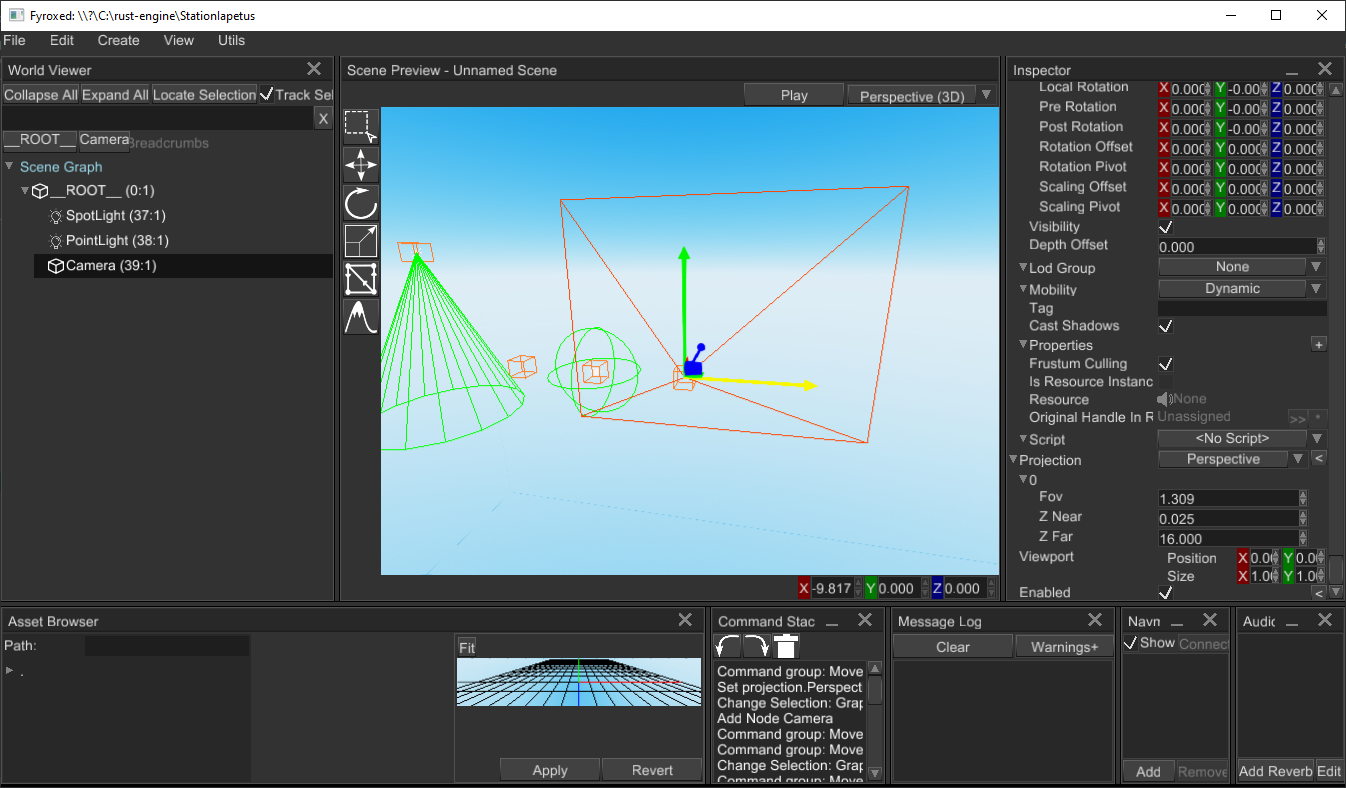 Fyroxed: \\?\C:\rust-engine\StationIapetus
File Edit Create View Utils
World Viewer
Collapse All Expand All Locate Selection Track Sel
X
__ROOT__ Camera Breadcrumbs
Scene Graph
__ROOT__ (0:1)
SpotLight (37:1)
PointLight (38:1)
Camera (39:1)
Scene Preview - Unnamed Scene
Play Perspective (3D)
X -9.817 Y 0.000 Z 0.000
Inspector
Local Rotation X 0.000 Y -0.00 Z 0.000
Pre Rotation X 0.000 Y -0.00 Z 0.000
Post Rotation X 0.000 Y -0.00 Z 0.000
Rotation Offset X 0.000 Y 0.000 Z 0.000
Rotation Pivot X 0.000 Y 0.000 Z 0.000
Scaling Offset X 0.000 Y 0.000 Z 0.000
Scaling Pivot X 0.000 Y 0.000 Z 0.000
Visibility
Depth Offset 0.000
Lod Group None
Mobility Dynamic
Tag
Cast Shadows
Properties +
Frustum Culling
Is Resource Instanc
Resource None
Original Handle In R Unassigned >> *
Script <No Script>
Projection Perspective <
0
Fov 1.309
Z Near 0.025
Z Far 16.000
Viewport Position X 0.00 Y 0.0
Size X 1.00 Y 1.0
Enabled <
Asset Browser
Path:
.
Fit
Apply Revert
Command Stac
Command group: Move
Set projection.Perspect
Change Selection: Grap
Add Node Camera
Command group: Move
Command group: Move
Change Selection: Grap
Command group: Move
Message Log
Clear Warnings+
Navm
Show Connect
Add Remove
Audio
Add Reverb Edit